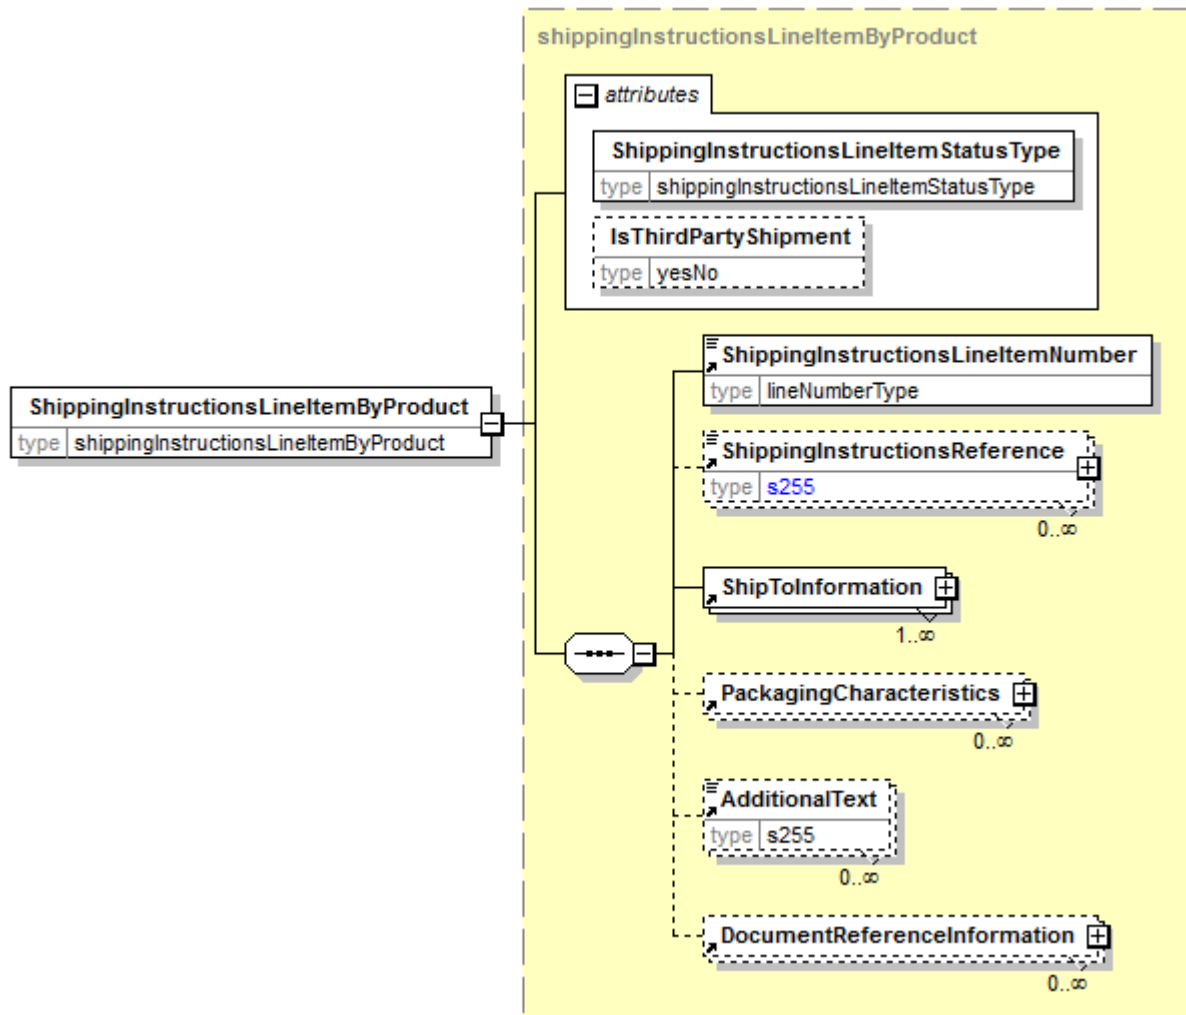 shippingInstructionsLineItemByProduct
attributes
ShippingInstructionsLineItemStatusType
type shippingInstructionsLineItemStatusType
IsThirdPartyShipment
type yesNo
ShippingInstructionsLineItemByProduct
type shippingInstructionsLineItemByProduct
ShippingInstructionsLineItemNumber
type lineNumberType
ShippingInstructionsReference
type s255
0..∞
ShipToInformation
1..∞
PackagingCharacteristics
0..∞
AdditionalText
type s255
0..∞
DocumentReferenceInformation
0..∞